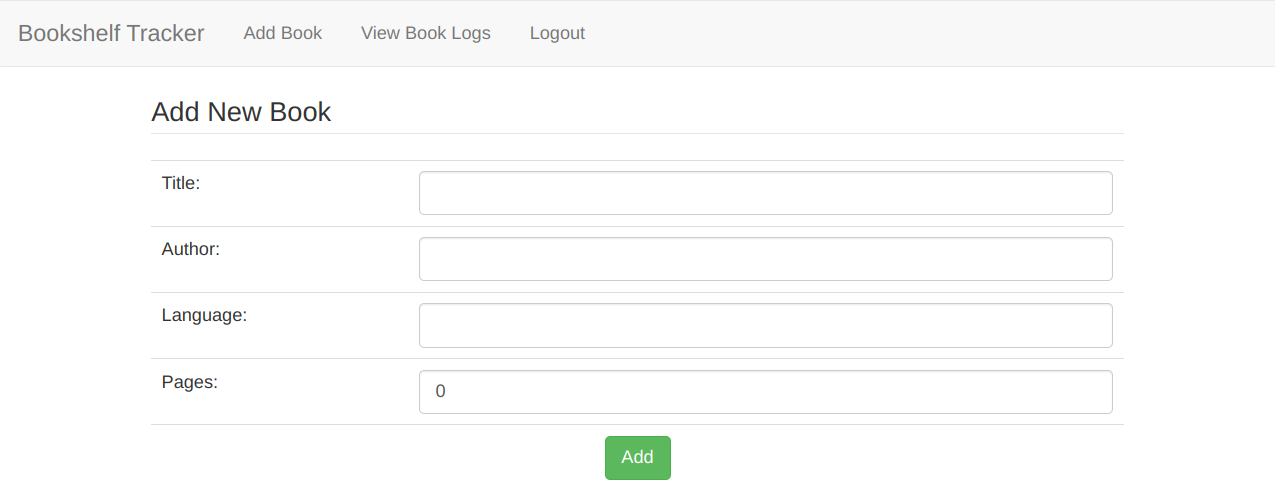 Bookshelf Tracker Add Book View Book Logs Logout
Add New Book
Title:
Author:
Language:
Pages: 0
Add